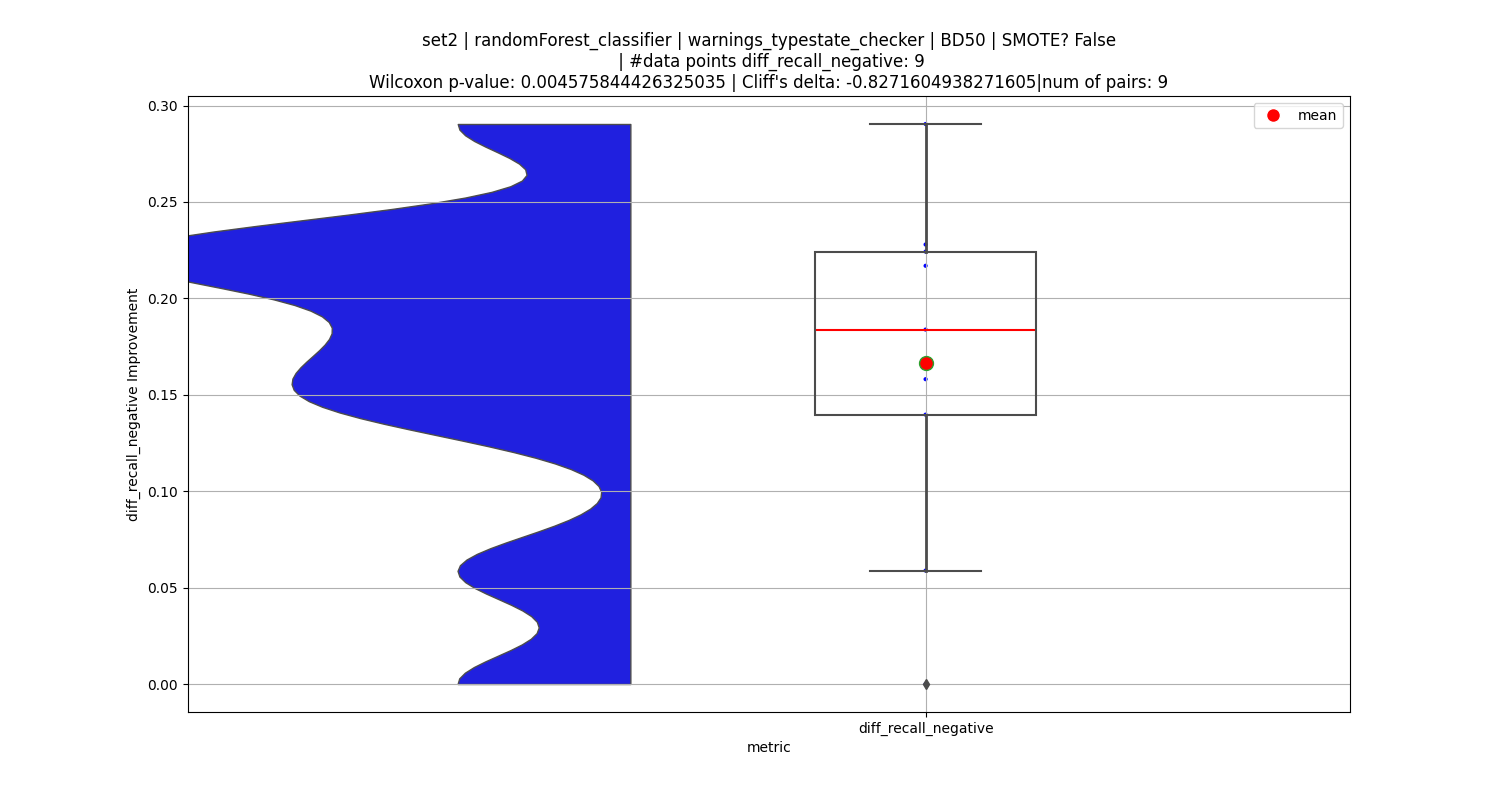 set2 | randomForest_classifier | warnings_typestate_checker | BD50 | SMOTE? False
| #data points diff_recall_negative: 9
Wilcoxon p-value: 0.004575844426325035 | Cliff's delta: -0.8271604938271605|num of pairs: 9
mean
0.30
0.25
0.20
0.15
0.10
0.05
0.00
diff_recall_negative Improvement
diff_recall_negative
metric